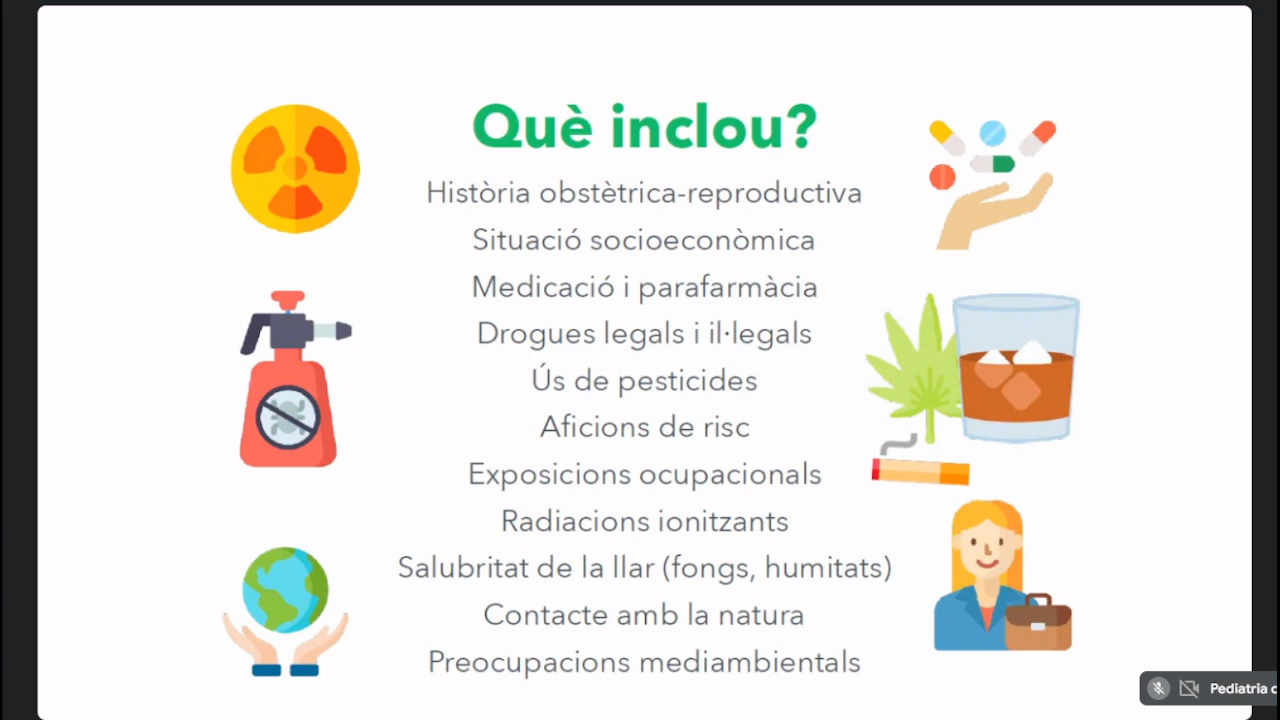 Què inclou?
Història obstètrica-reproductiva
Situació socioeconòmica
Medicació i parafarmàcia
Drogues legals i il·legals
Ús de pesticides
Aficions de risc
Exposicions ocupacionals
Radiacions ionitzants
Salubritat de la llar (fongs, humitats)
Contacte amb la natura
Preocupacions mediambientals
Pediatria